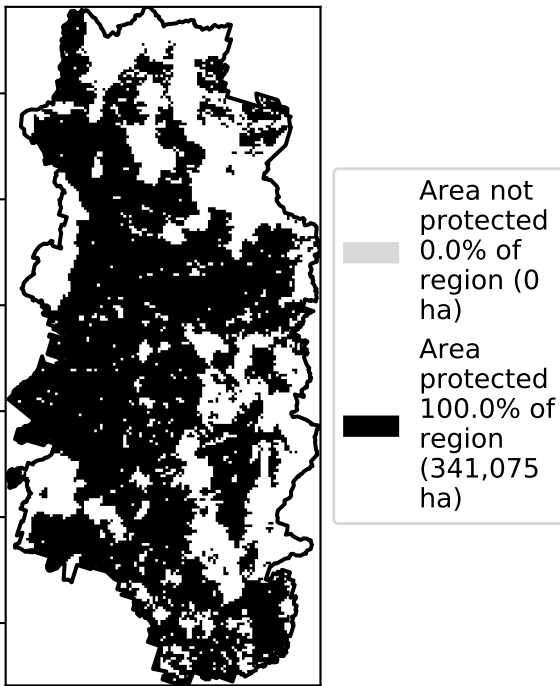 Area not
protected
0.0% of
region (0
ha)
Area
protected
100.0% of
region
(341,075
ha)